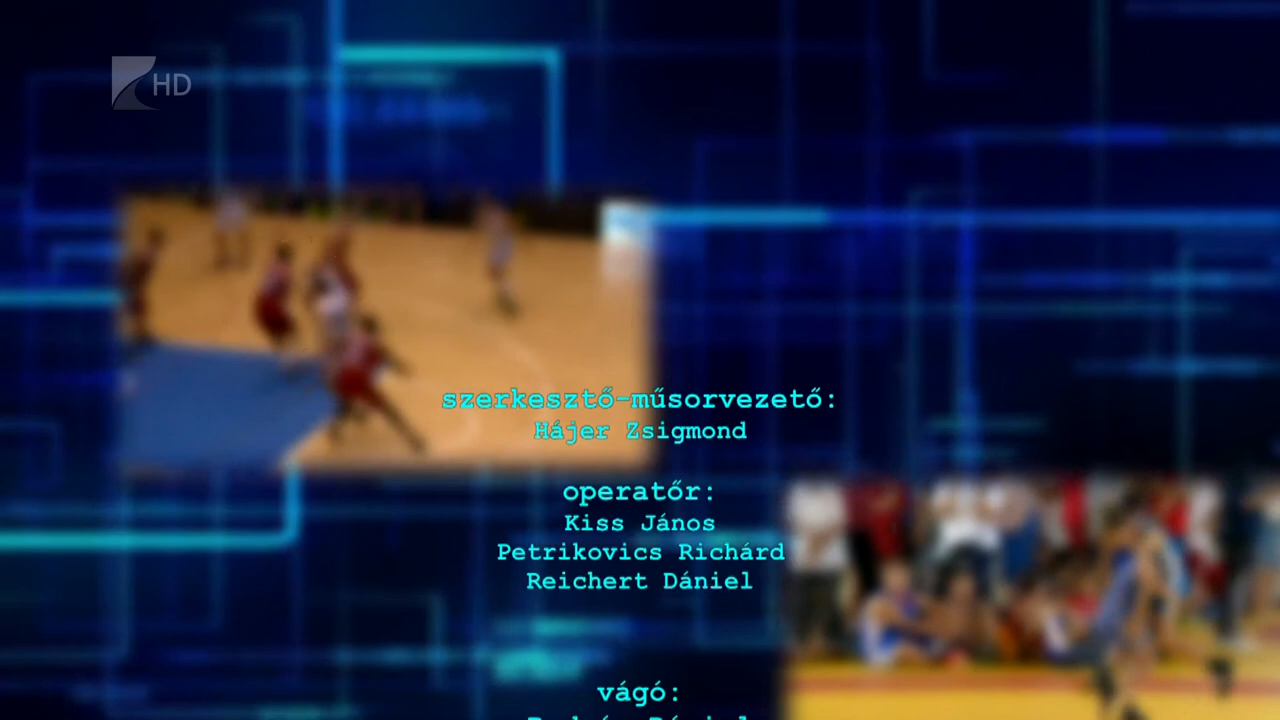 HD
szerkesztő-műsorvezető:
Hájer Zsigmond
operatőr:
Kiss János
Petrikovics Richárd
Reichert Dániel
vágó: